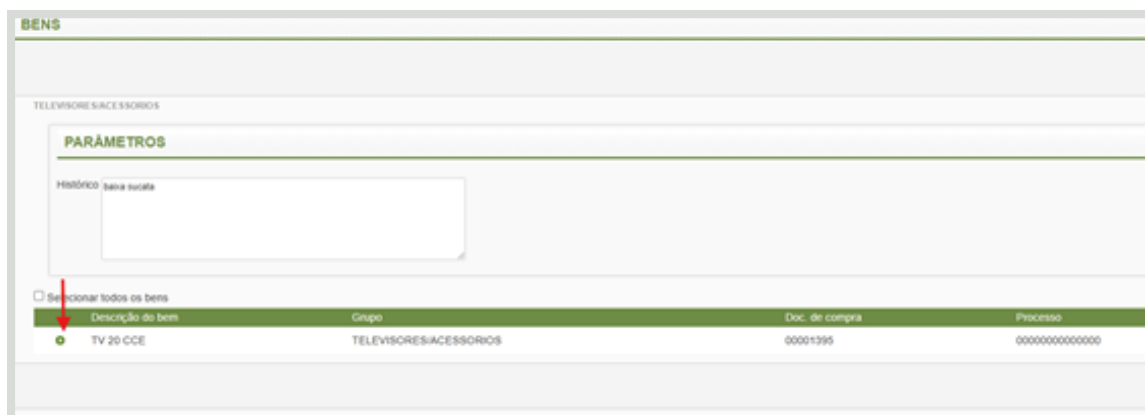 BENS
TELEVISORES/ACESSORIOS
PARÂMETROS
Histórico baixa sucata
Selecionar todos os bens
Descrição do bem Grupo Doc. de compra Processo
TV 20 CCE TELEVISORES/ACESSORIOS 00001395 00000000000000